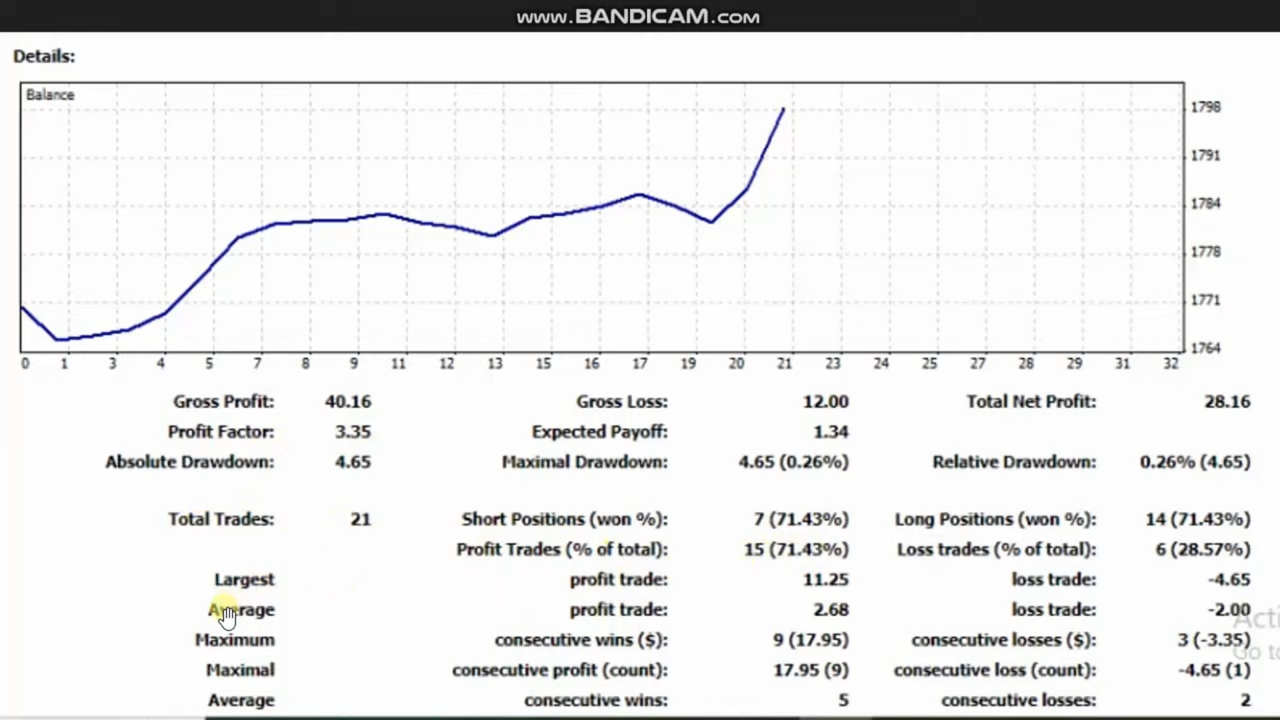 www.BANDICAM.com
Details:
Balance
1798
1791
1784
1778
1771
1764
0 1 3 4 5 7 8 9 11 12 13 15 16 17 19 20 21 23 24 25 27 28 29 31 32
Gross Profit: 40.16 Gross Loss: 12.00 Total Net Profit: 28.16
Profit Factor: 3.35 Expected Payoff: 1.34
Absolute Drawdown: 4.65 Maximal Drawdown: 4.65 (0.26%) Relative Drawdown: 0.26% (4.65)
Total Trades: 21 Short Positions (won %): 7 (71.43%) Long Positions (won %): 14 (71.43%)
Profit Trades (% of total): 15 (71.43%) Loss trades (% of total): 6 (28.57%)
Largest profit trade: 11.25 loss trade: -4.65
Average profit trade: 2.68 loss trade: -2.00
Maximum consecutive wins ($): 9 (17.95) consecutive losses ($): 3 (-3.35)
Maximal consecutive profit (count): 17.95 (9) consecutive loss (count): -4.65 (1)
Average consecutive wins: 5 consecutive losses: 2
Go to